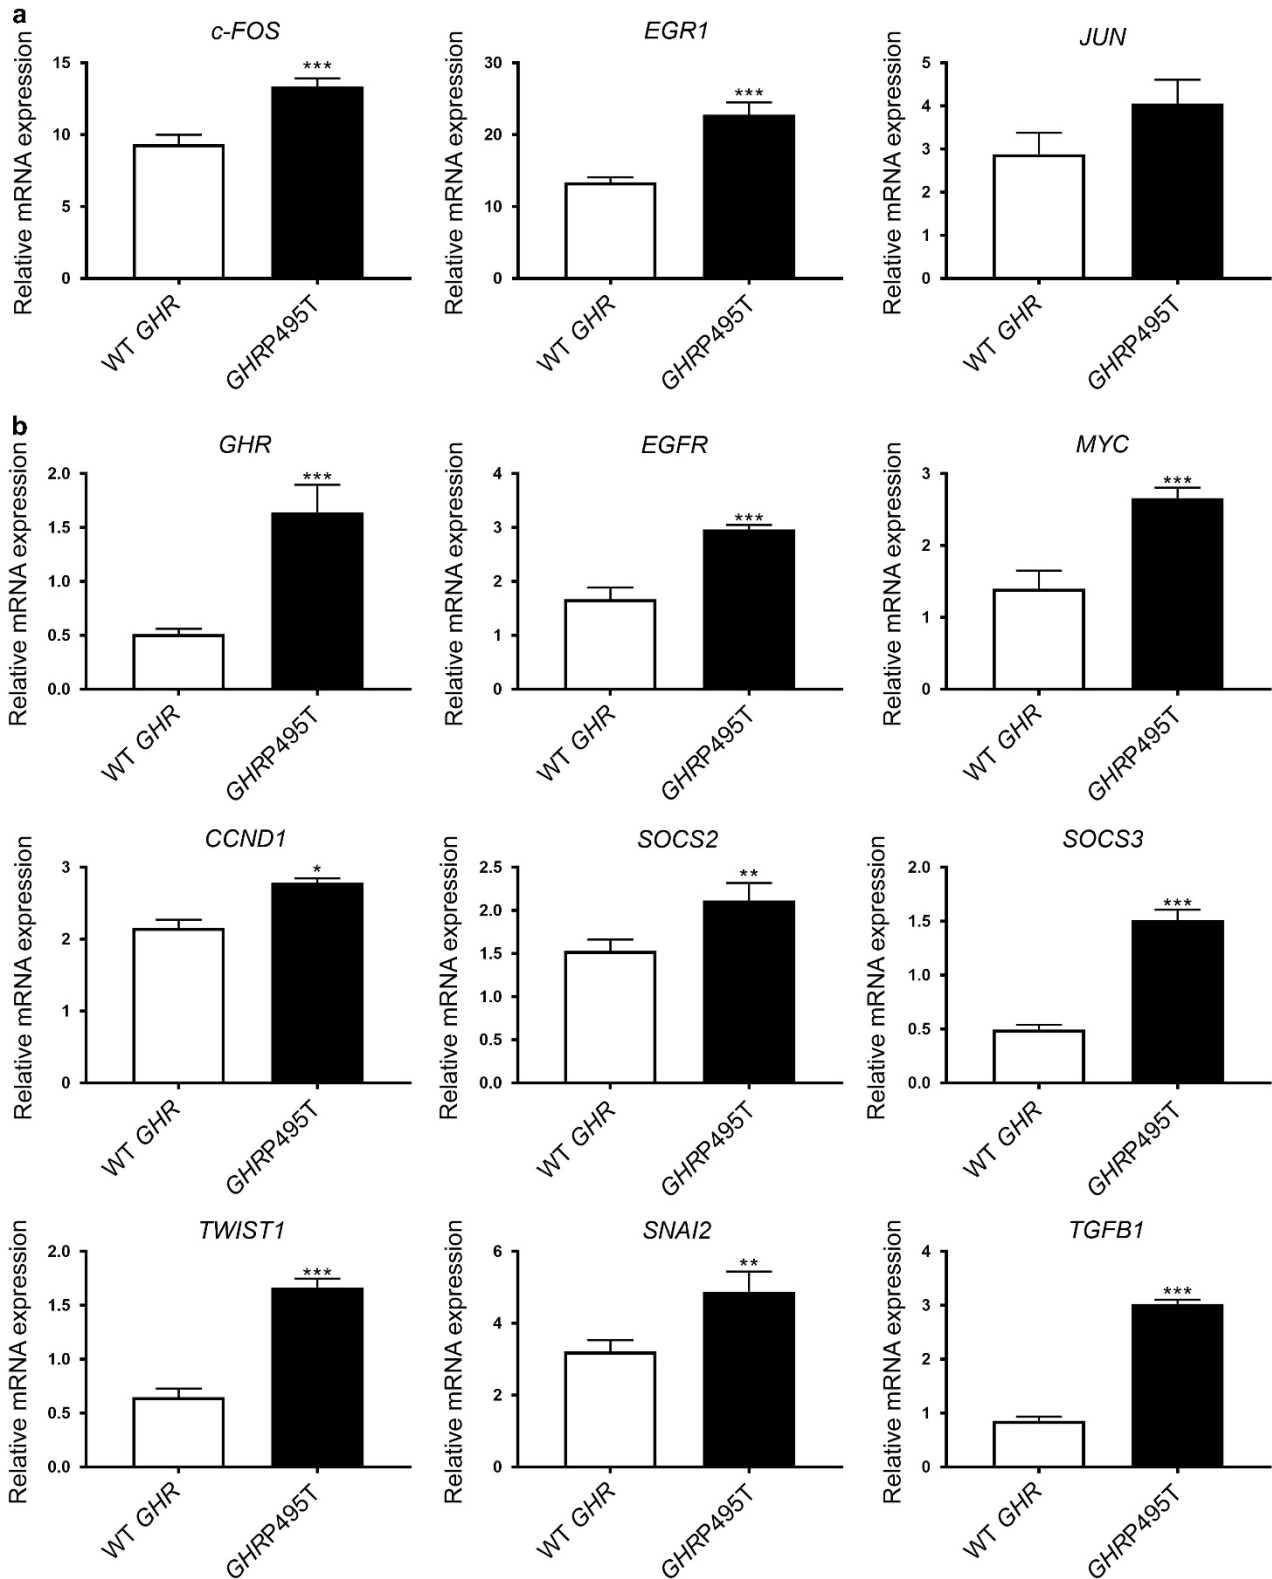 a
c-FOS
EGR1
JUN
Relative mRNA expression
15
10
5
0
***
WT GHR
GHRP495T
Relative mRNA expression
30
20
10
0
***
WT GHR
GHRP495T
Relative mRNA expression
5
4
3
2
1
0
WT GHR
GHRP495T
b
GHR
EGFR
MYC
Relative mRNA expression
2.0
1.5
1.0
0.5
0.0
***
WT GHR
GHRP495T
Relative mRNA expression
4
3
2
1
0
***
WT GHR
GHRP495T
Relative mRNA expression
3
2
1
0
***
WT GHR
GHRP495T
CCND1
SOCS2
SOCS3
Relative mRNA expression
3
2
1
0
*
WT GHR
GHRP495T
Relative mRNA expression
2.5
2.0
1.5
1.0
0.5
0.0
**
WT GHR
GHRP495T
Relative mRNA expression
2.0
1.5
1.0
0.5
0.0
***
WT GHR
GHRP495T
TWIST1
SNAI2
TGFB1
Relative mRNA expression
2.0
1.5
1.0
0.5
0.0
***
WT GHR
GHRP495T
Relative mRNA expression
6
4
2
0
**
WT GHR
GHRP495T
Relative mRNA expression
4
3
2
1
0
***
WT GHR
GHRP495T